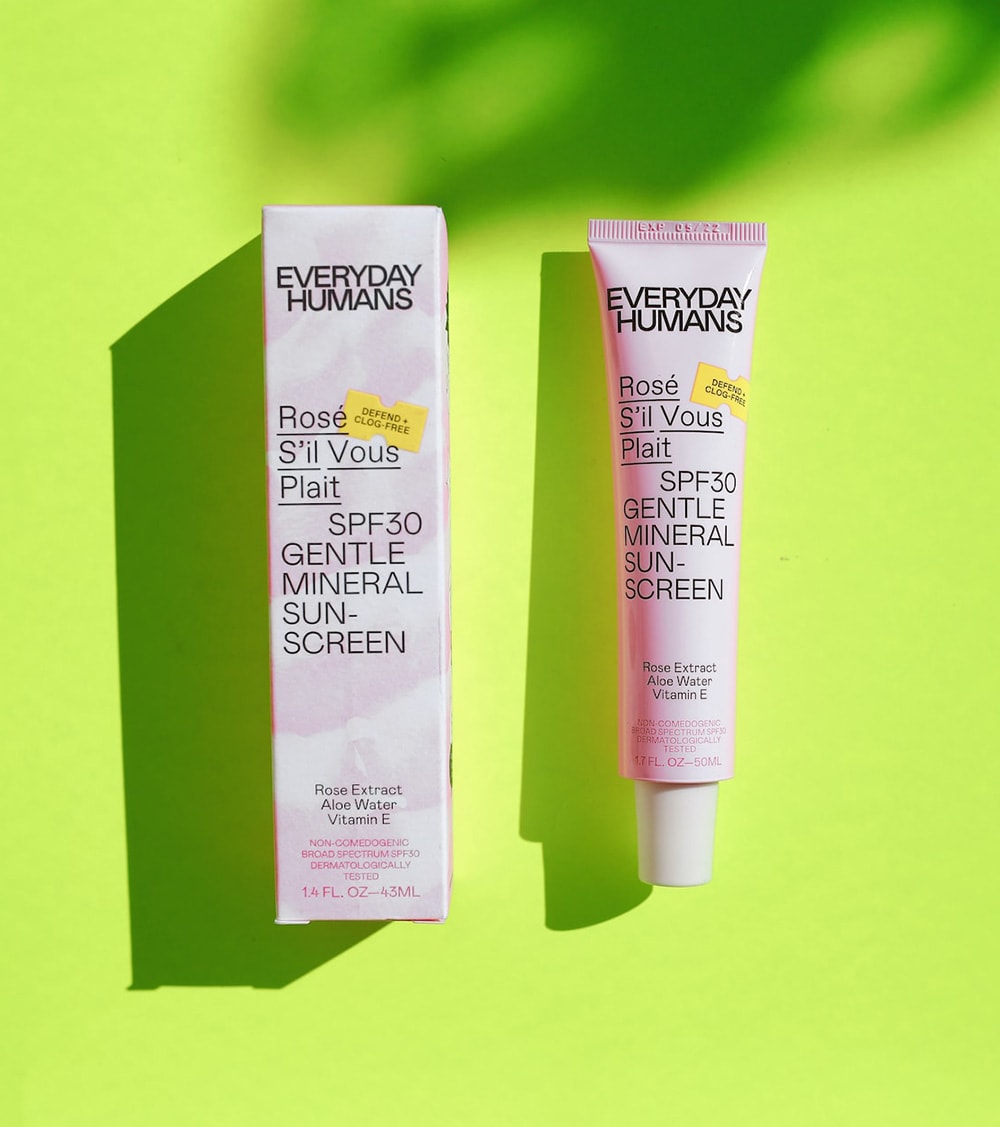 EVERYDAY
HUMANS
Rosé
S'il Vous
Plait
DEFEND +
CLOG-FREE
SPF30
GENTLE
MINERAL
SUN-
SCREEN
Rose Extract
Aloe Water
Vitamin E
NON-COMEDOGENIC
BROAD SPECTRUM SPF30
DERMATOLOGICALLY
TESTED
1.4 FL. OZ—43ML
EXP 05/22
EVERYDAY
HUMANS
Rosé
S'il Vous
Plait
DEFEND +
CLOG-FREE
SPF30
GENTLE
MINERAL
SUN-
SCREEN
Rose Extract
Aloe Water
Vitamin E
NON-COMEDOGENIC
BROAD SPECTRUM SPF30
DERMATOLOGICALLY
TESTED
1.7 FL. OZ—50ML